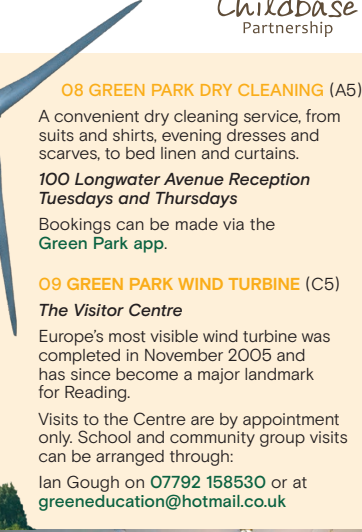 Childbase
Partnership
08 GREEN PARK DRY CLEANING (A5)
A convenient dry cleaning service, from
suits and shirts, evening dresses and
scarves, to bed linen and curtains.
100 Longwater Avenue Reception
Tuesdays and Thursdays
Bookings can be made via the
Green Park app.
09 GREEN PARK WIND TURBINE (C5)
The Visitor Centre
Europe's most visible wind turbine was
completed in November 2005 and
has since become a major landmark
for Reading.
Visits to the Centre are by appointment
only. School and community group visits
can be arranged through:
Ian Gough on 07792 158530 or at
greeneducation@hotmail.co.uk